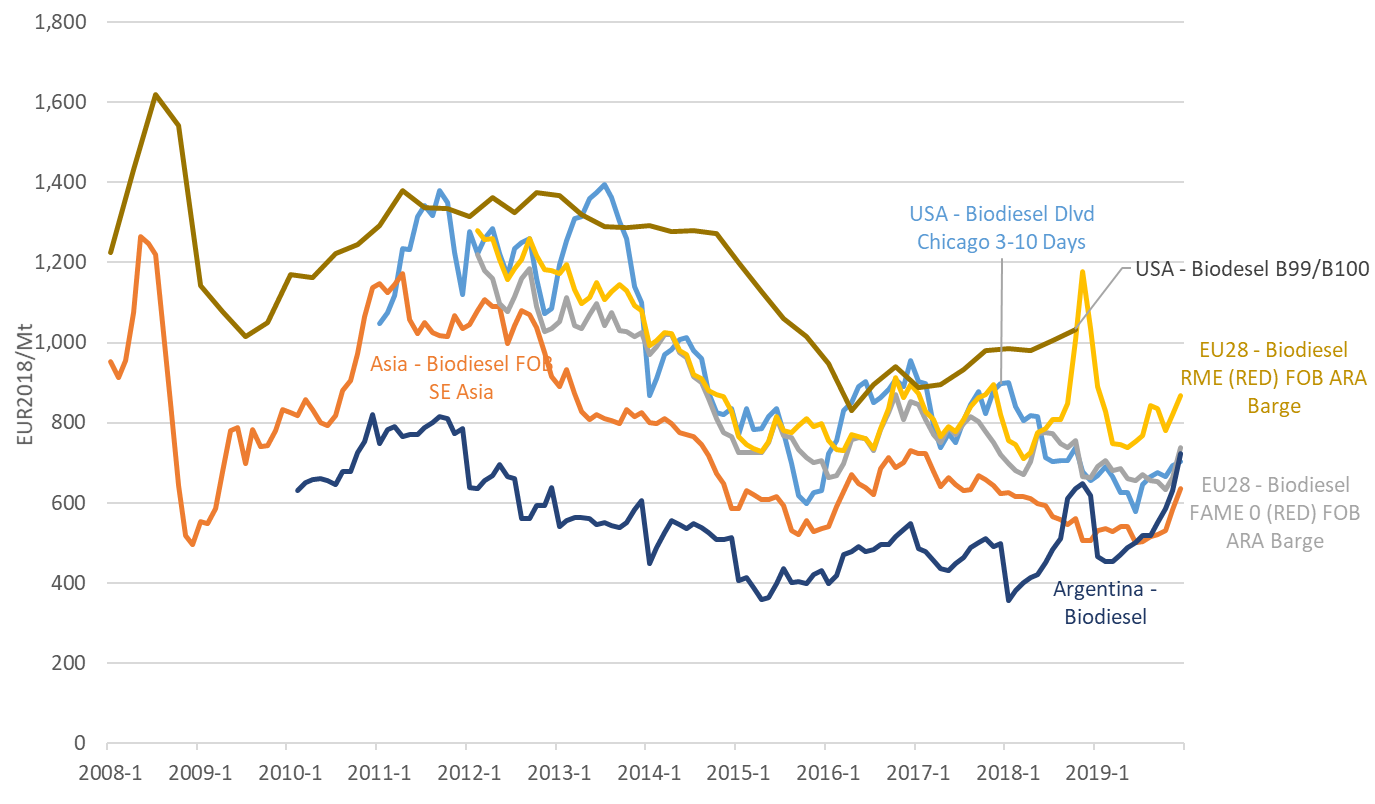 1,800
1,600
1,400
1,200
1,000
800
600
400
200
0
EUR2018/Mt
2008-1
2009-1
2010-1
2011-1
2012-1
2013-1
2014-1
2015-1
2016-1
2017-1
2018-1
2019-1
Asia - Biodiesel FOB
SE Asia
USA - Biodiesel Dlvd
Chicago 3-10 Days
USA - Biodesel B99/B100
EU28 - Biodiesel
RME (RED) FOB ARA
Barge
EU28 - Biodiesel
FAME 0 (RED) FOB
ARA Barge
Argentina -
Biodiesel